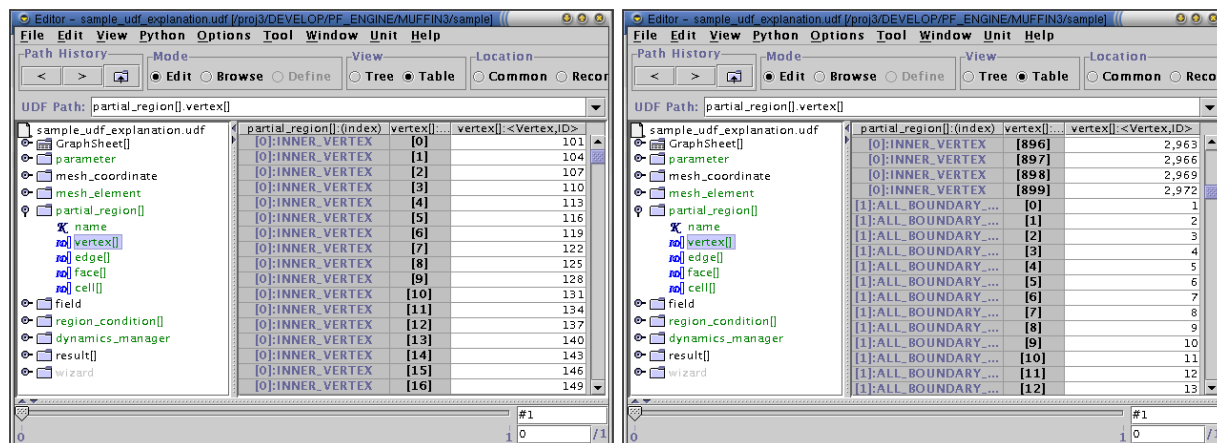 Editor – sample_udf_explanation.udf [/proj3/DEVELOP/PF_ENGINE/MUFFIN3/sample]
File Edit View Python Options Tool Window Unit Help
Path History Mode View Location
< > Edit Browse Define Tree Table Common Recor
UDF Path: partial_region[].vertex[]
sample_udf_explanation.udf
GraphSheet[]
parameter
mesh_coordinate
mesh_element
partial_region[]
name
vertex[]
edge[]
face[]
cell[]
field
region_condition[]
dynamics_manager
result[]
wizard
partial_region[]:(index) vertex[]:... vertex[]:<Vertex,ID>
[0]:INNER_VERTEX [0] 101
[0]:INNER_VERTEX [1] 104
[0]:INNER_VERTEX [2] 107
[0]:INNER_VERTEX [3] 110
[0]:INNER_VERTEX [4] 113
[0]:INNER_VERTEX [5] 116
[0]:INNER_VERTEX [6] 119
[0]:INNER_VERTEX [7] 122
[0]:INNER_VERTEX [8] 125
[0]:INNER_VERTEX [9] 128
[0]:INNER_VERTEX [10] 131
[0]:INNER_VERTEX [11] 134
[0]:INNER_VERTEX [12] 137
[0]:INNER_VERTEX [13] 140
[0]:INNER_VERTEX [14] 143
[0]:INNER_VERTEX [15] 146
[0]:INNER_VERTEX [16] 149
#1
0 1 0 /1
Editor – sample_udf_explanation.udf [/proj3/DEVELOP/PF_ENGINE/MUFFIN3/sample]
File Edit View Python Options Tool Window Unit Help
Path History Mode View Location
< > Edit Browse Define Tree Table Common Reco
UDF Path: partial_region[].vertex[]
sample_udf_explanation.udf
GraphSheet[]
parameter
mesh_coordinate
mesh_element
partial_region[]
name
vertex[]
edge[]
face[]
cell[]
field
region_condition[]
dynamics_manager
result[]
wizard
partial_region[]:(index) vertex[]:... vertex[]:<Vertex,ID>
[0]:INNER_VERTEX [896] 2,963
[0]:INNER_VERTEX [897] 2,966
[0]:INNER_VERTEX [898] 2,969
[0]:INNER_VERTEX [899] 2,972
[1]:ALL_BOUNDARY_... [0] 1
[1]:ALL_BOUNDARY_... [1] 2
[1]:ALL_BOUNDARY_... [2] 3
[1]:ALL_BOUNDARY_... [3] 4
[1]:ALL_BOUNDARY_... [4] 5
[1]:ALL_BOUNDARY_... [5] 6
[1]:ALL_BOUNDARY_... [6] 7
[1]:ALL_BOUNDARY_... [7] 8
[1]:ALL_BOUNDARY_... [8] 9
[1]:ALL_BOUNDARY_... [9] 10
[1]:ALL_BOUNDARY_... [10] 11
[1]:ALL_BOUNDARY_... [11] 12
[1]:ALL_BOUNDARY_... [12] 13
#1
0 1 0 /1